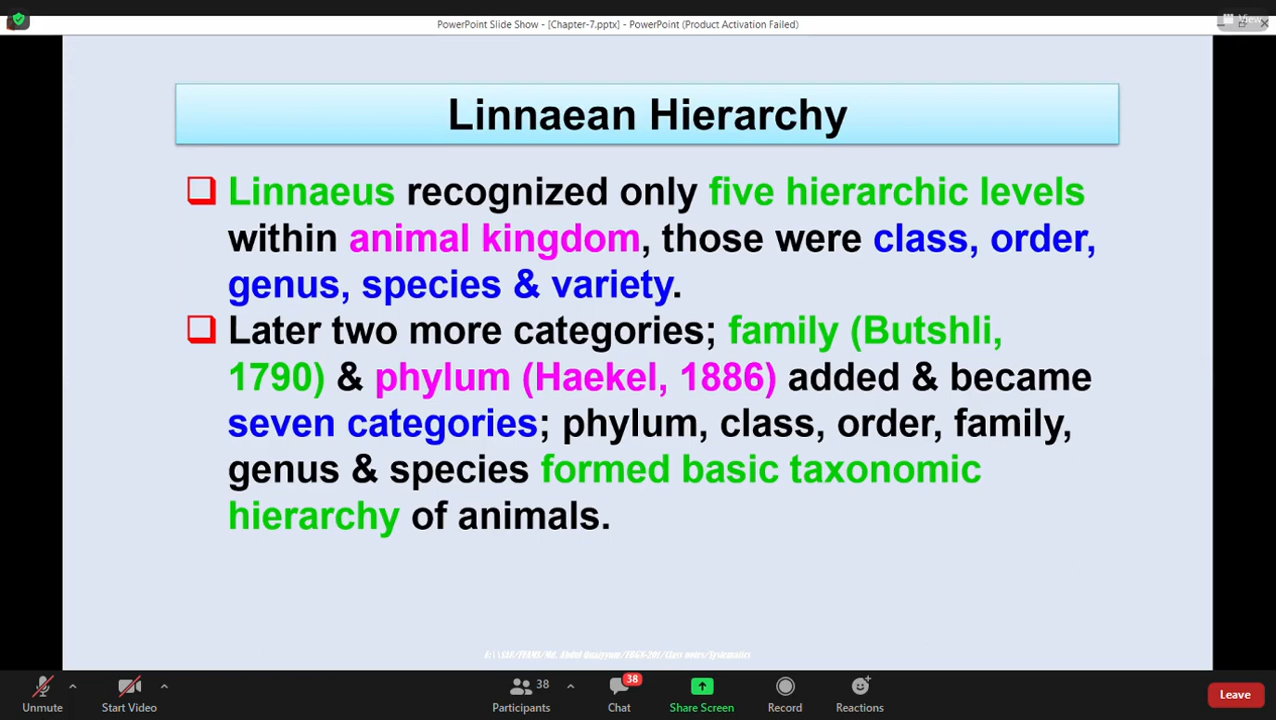 PowerPoint Slide Show - [Chapter-7.pptx] - PowerPoint (Product Activation Failed)
View
Linnaean Hierarchy
Linnaeus recognized only five hierarchic levels
within animal kingdom, those were class, order,
genus, species & variety.
Later two more categories; family (Butshli,
1790) & phylum (Haekel, 1886) added & became
seven categories; phylum, class, order, family,
genus & species formed basic taxonomic
hierarchy of animals.
Unmute
Start Video
38
Participants
38
Chat
Share Screen
Record
Reactions
Leave